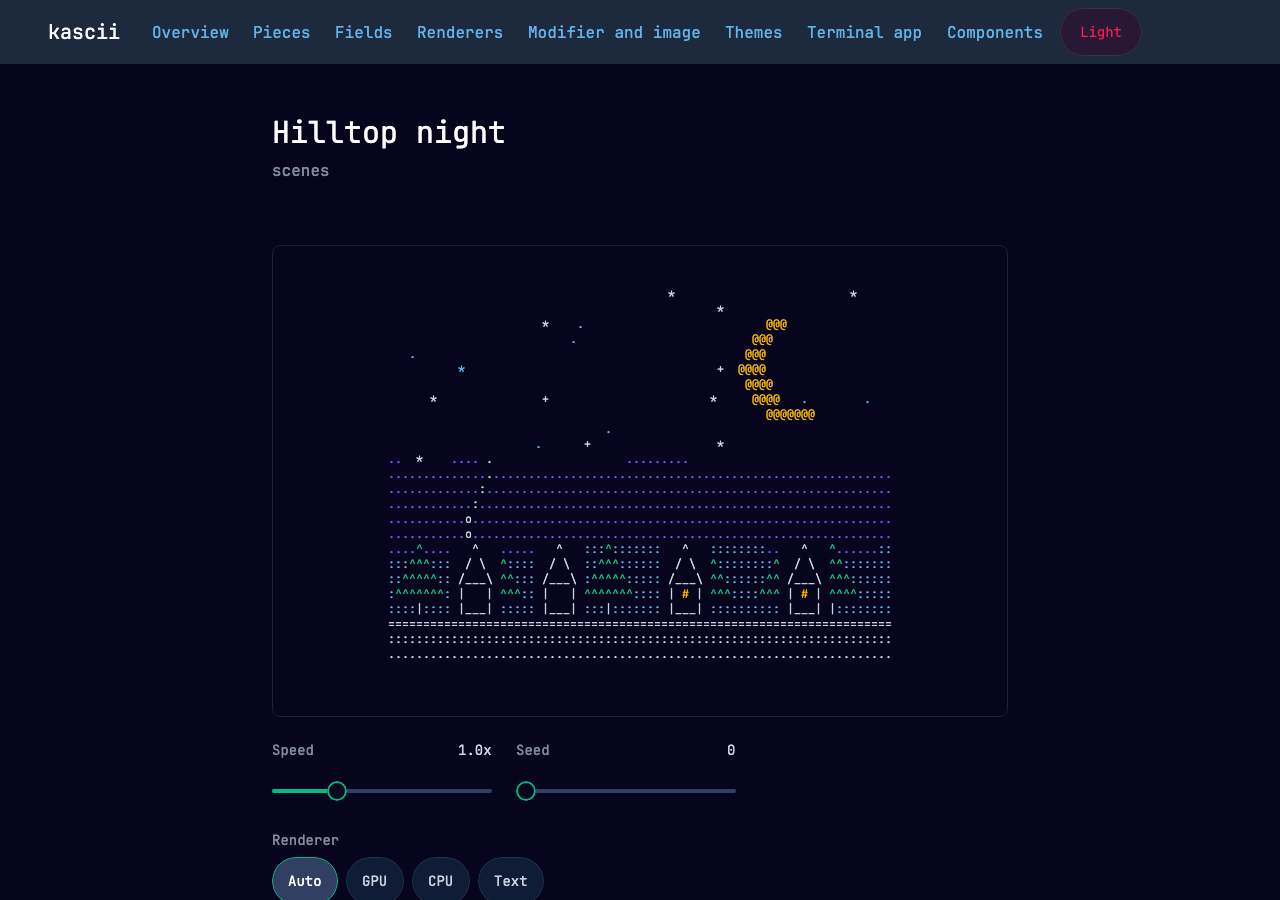 kascii Overview Pieces Fields Renderers Modifier and image Themes Terminal app Components Light
Hilltop night
scenes
Speed 1.0x Seed 0
Renderer
Auto GPU CPU Text